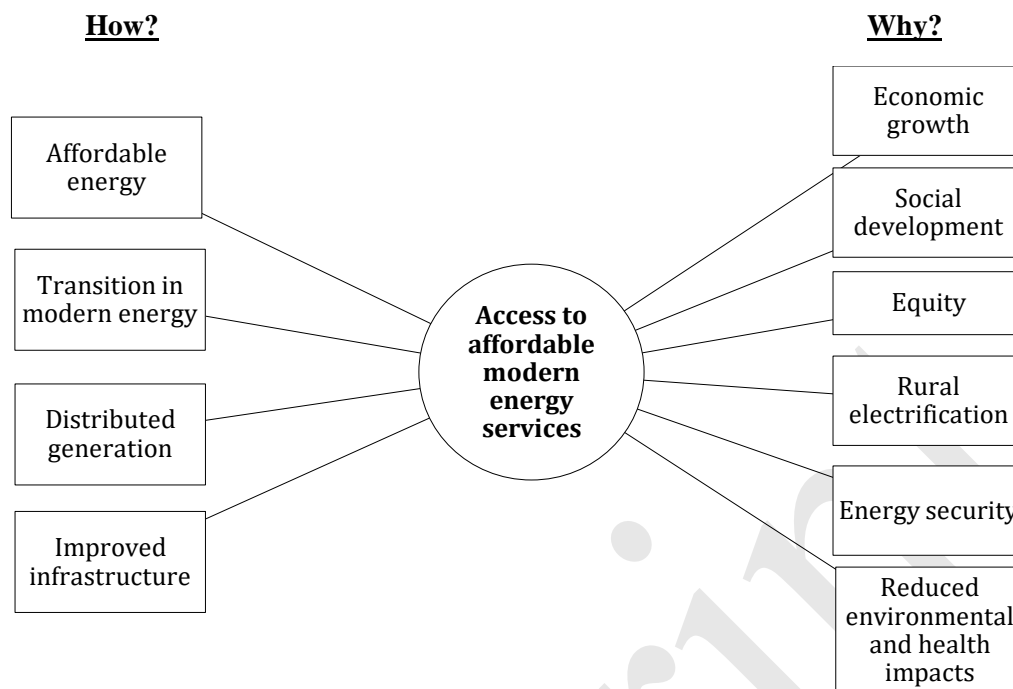 How?
Affordable
energy
Transition in
modern energy
Distributed
generation
Improved
infrastructure
Access to
affordable
modern
energy
services
Why?
Economic
growth
Social
development
Equity
Rural
electrification
Energy security
Reduced
environmental
and health
impacts